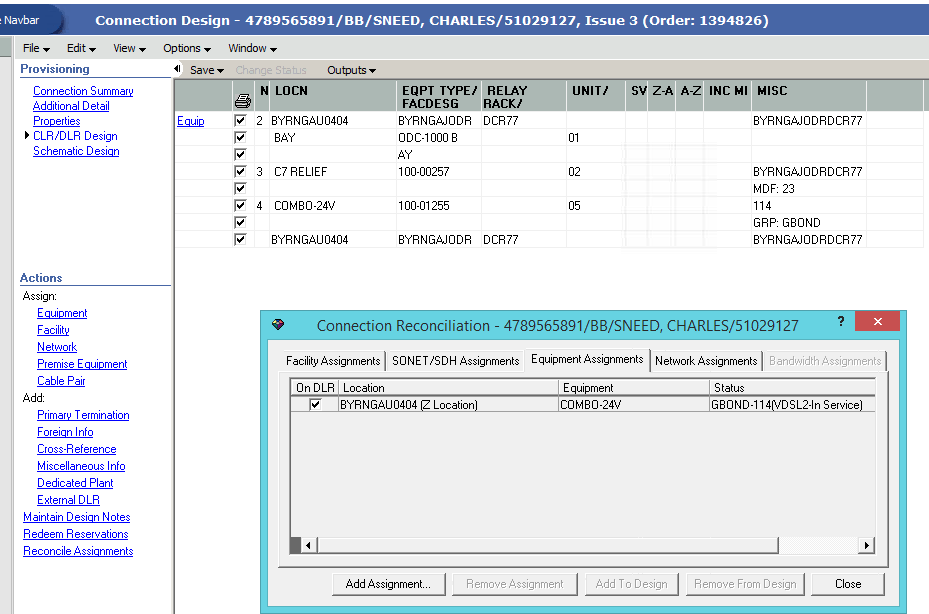 e Navbar
Connection Design - 4789565891/BB/SNEED, CHARLES/51029127, Issue 3 (Order: 1394826)
File Edit View Options Window
Provisioning
Save Change Status Outputs
Connection Summary
Additional Detail
Properties
CLR/DLR Design
Schematic Design
N LOCN EQPT TYPE/ FACDESG RELAY RACK/ UNIT/ SV Z-A A-Z INC MI MISC
Equip 2 BYRNGAU0404 BYRNGAJODR DCR77 BYRNGAJODRDCR77
BAY ODC-1000 B 01
AY
3 C7 RELIEF 100-00257 02 BYRNGAJODRDCR77
MDF: 23
4 COMBO-24V 100-01255 05 114
GRP: GBOND
BYRNGAU0404 BYRNGAJODR DCR77 BYRNGAJODRDCR77
Actions
Assign:
Equipment
Facility
Network
Premise Equipment
Cable Pair
Add:
Primary Termination
Foreign Info
Cross-Reference
Miscellaneous Info
Dedicated Plant
External DLR
Maintain Design Notes
Redeem Reservations
Reconcile Assignments
Connection Reconciliation - 4789565891/BB/SNEED, CHARLES/51029127 ? X
Facility Assignments SONET/SDH Assignments Equipment Assignments Network Assignments Bandwidth Assignments
On DLR Location Equipment Status
BYRNGAU0404 (Z Location) COMBO-24V GBOND-114(VDSL2-In Service)
Add Assignment... Remove Assignment Add To Design Remove From Design Close